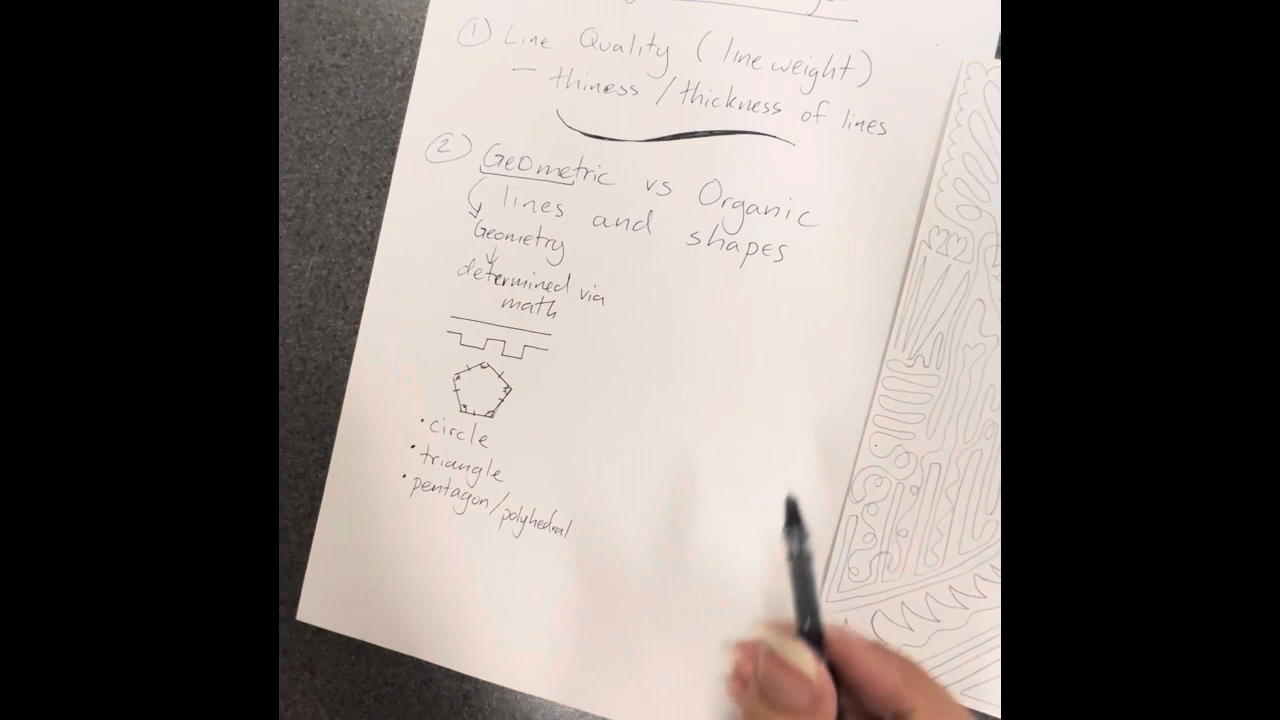 ① Line Quality (line weight)
- thiness / thickness of lines
② Geometric vs Organic
lines and shapes
Geometry
determined via
math
• circle
• triangle
• pentagon/polyhedral